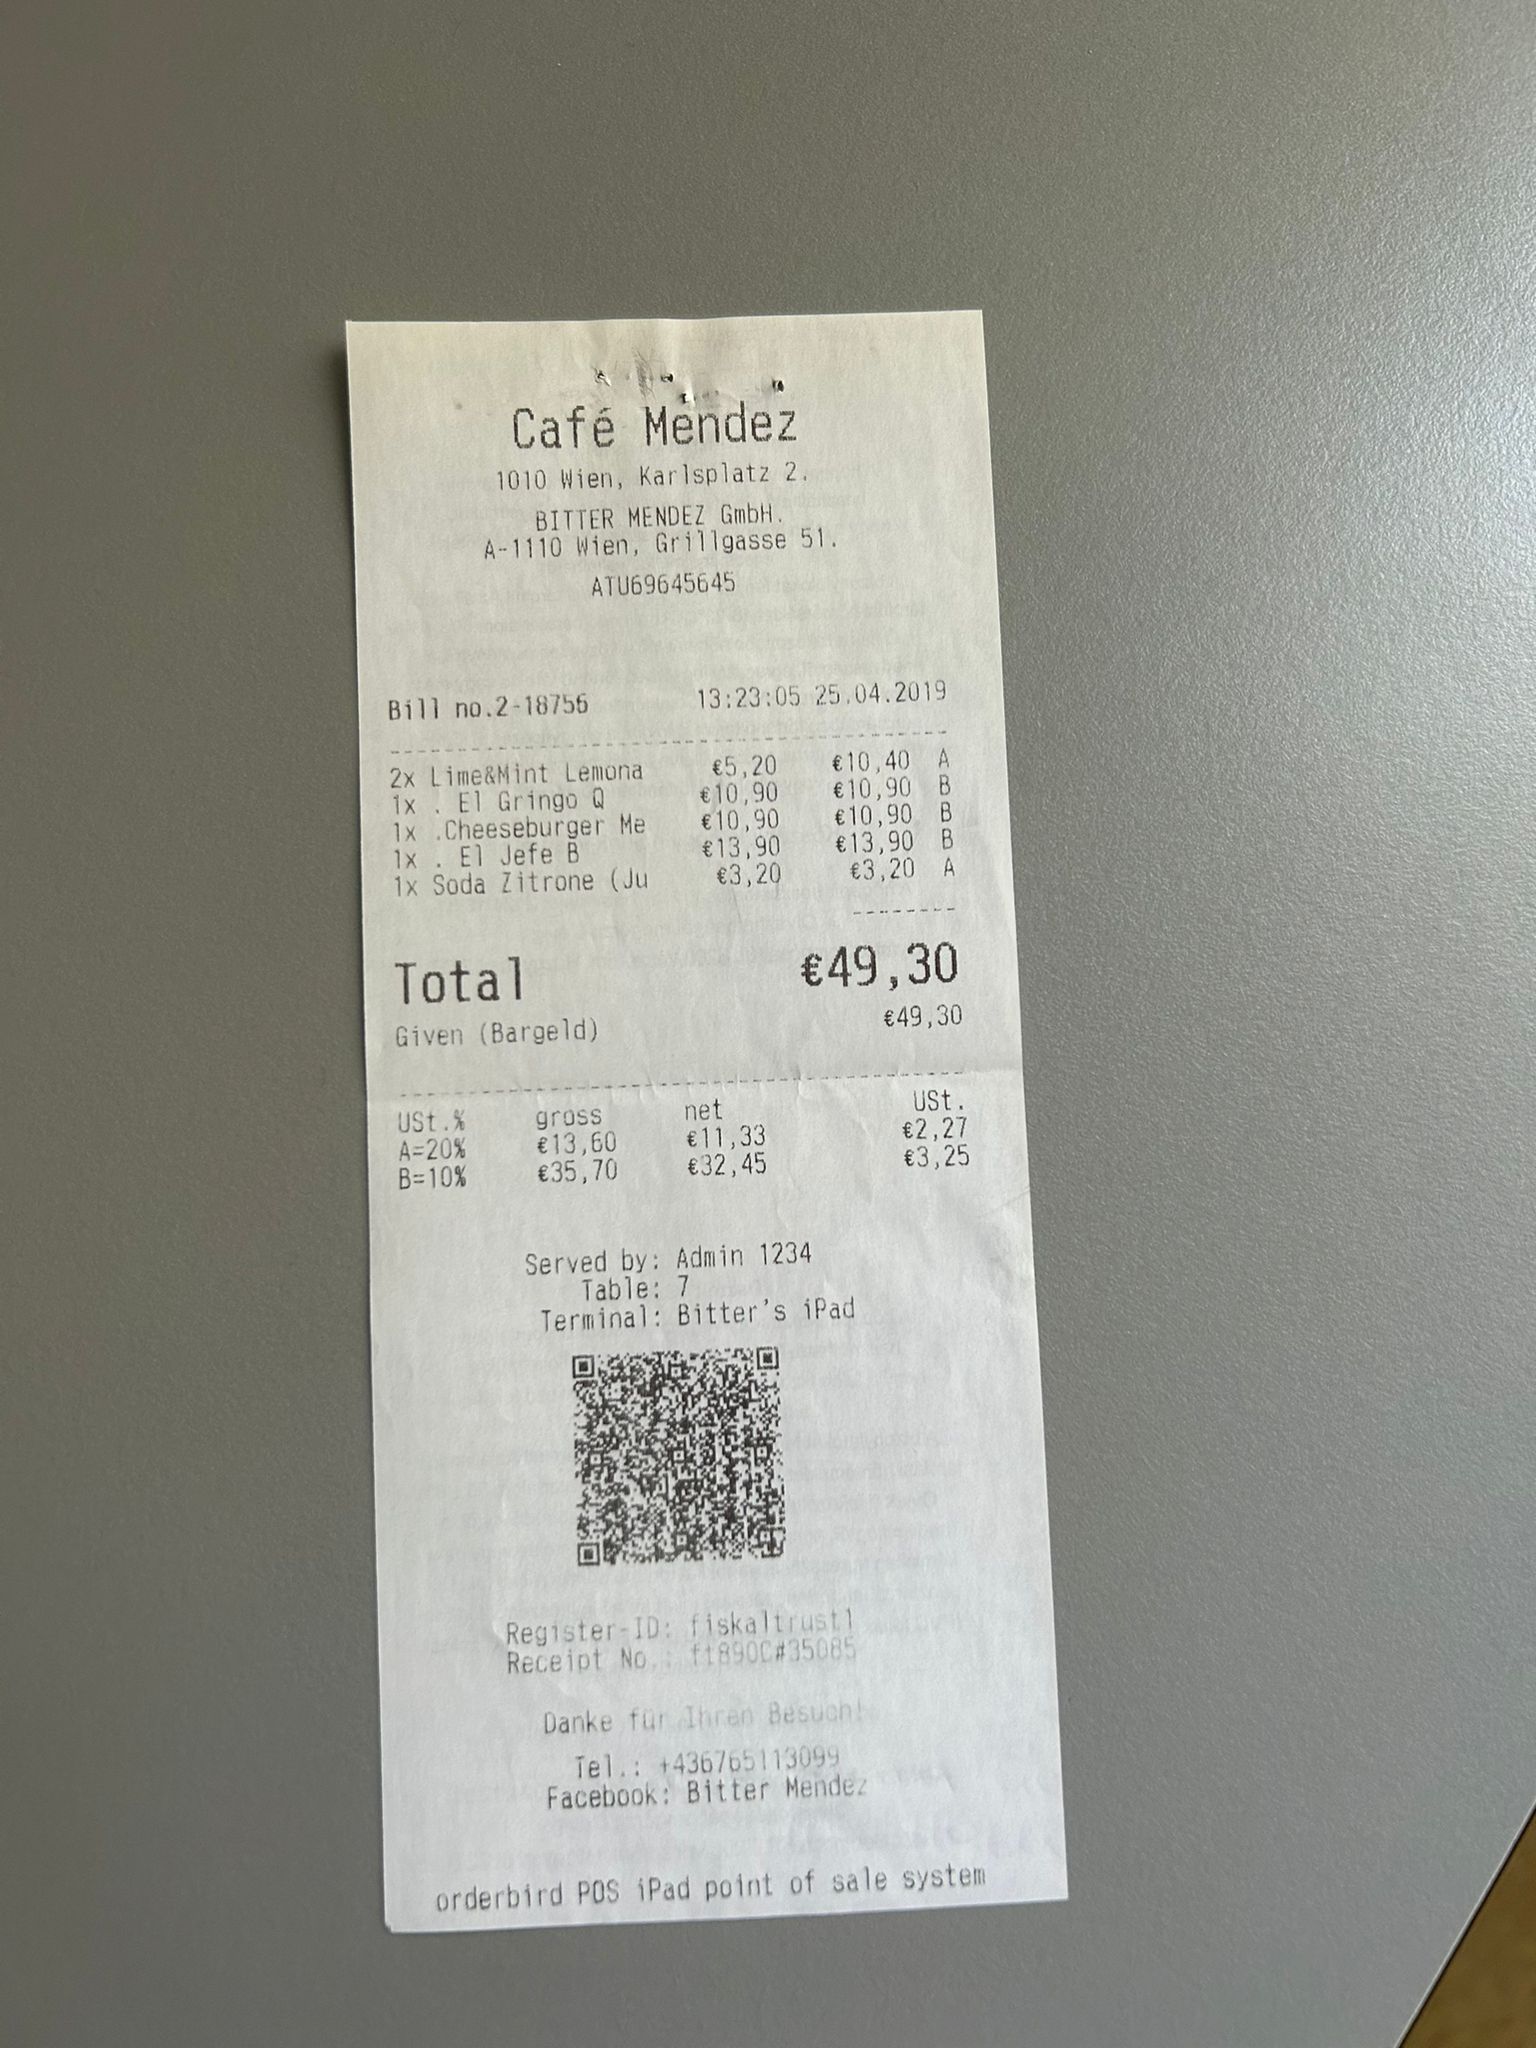 Café Mendez
1010 Wien, Karlsplatz 2.
BITTER MENDEZ GmbH.
A-1110 Wien, Grillgasse 51.
ATU69645645
Bill no.2-18756 13:23:05 25.04.2019
2x Lime&Mint Lemona €5,20 €10,40 A
1x . El Gringo Q €10,90 €10,90 B
1x .Cheeseburger Me €10,90 €10,90 B
1x . El Jefe B €13,90 €13,90 B
1x Soda Zitrone (Ju €3,20 €3,20 A
Total €49,30
Given (Bargeld) €49,30
USt.% gross net USt.
A=20% €13,60 €11,33 €2,27
B=10% €35,70 €32,45 €3,25
Served by: Admin 1234
Table: 7
Terminal: Bitter's iPad
Register-ID: fiskaltrust1
Receipt No.: ft890C#35085
Danke für Ihren Besuch!
Tel.: +436765113099
Facebook: Bitter Mendez
orderbird POS iPad point of sale system